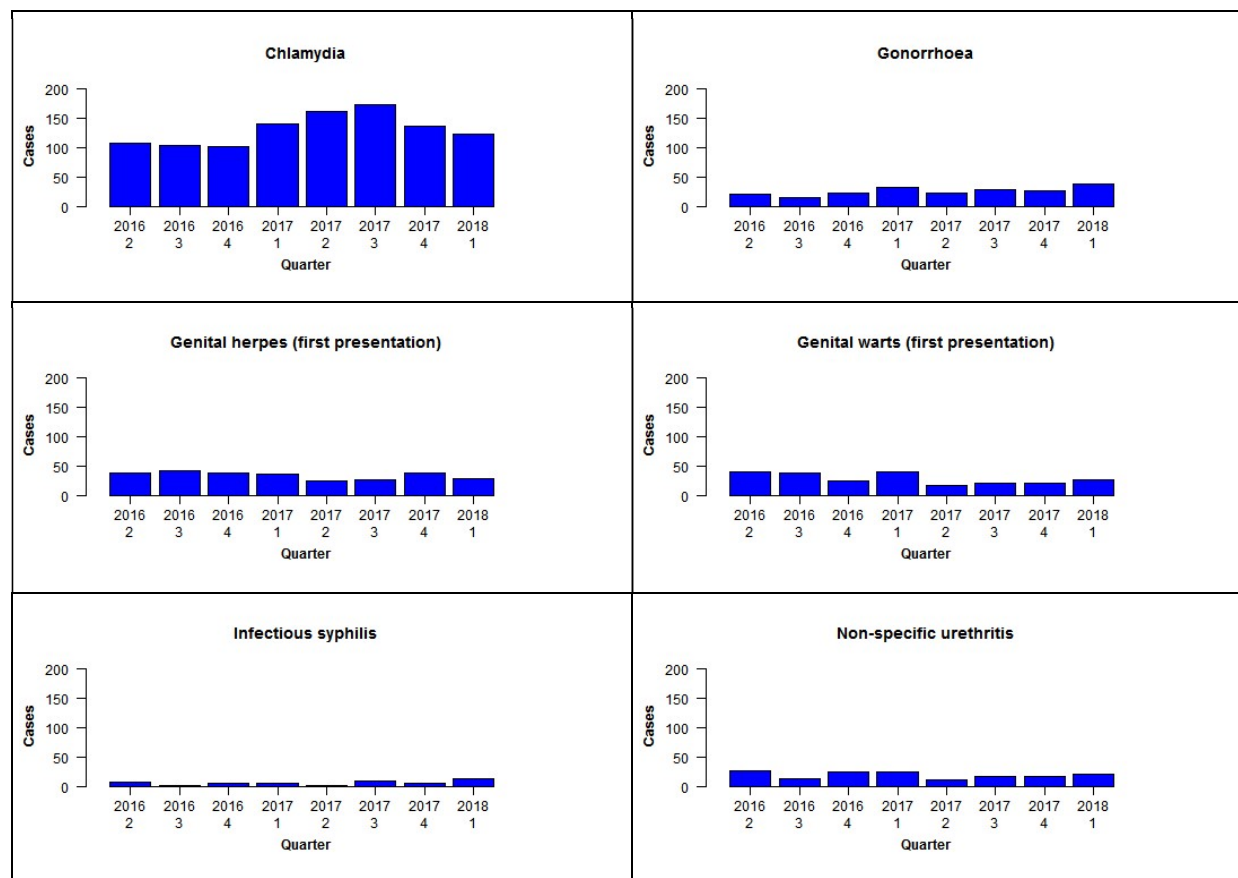 Chlamydia
200
150
100
50
0
Cases
2016 2016 2016 2017 2017 2017 2017 2018
2 3 4 1 2 3 4 1
Quarter
Gonorrhoea
200
150
100
50
0
Cases
2016 2016 2016 2017 2017 2017 2017 2018
2 3 4 1 2 3 4 1
Quarter
Genital herpes (first presentation)
200
150
100
50
0
Cases
2016 2016 2016 2017 2017 2017 2017 2018
2 3 4 1 2 3 4 1
Quarter
Genital warts (first presentation)
200
150
100
50
0
Cases
2016 2016 2016 2017 2017 2017 2017 2018
2 3 4 1 2 3 4 1
Quarter
Infectious syphilis
200
150
100
50
0
Cases
2016 2016 2016 2017 2017 2017 2017 2018
2 3 4 1 2 3 4 1
Quarter
Non-specific urethritis
200
150
100
50
0
Cases
2016 2016 2016 2017 2017 2017 2017 2018
2 3 4 1 2 3 4 1
Quarter